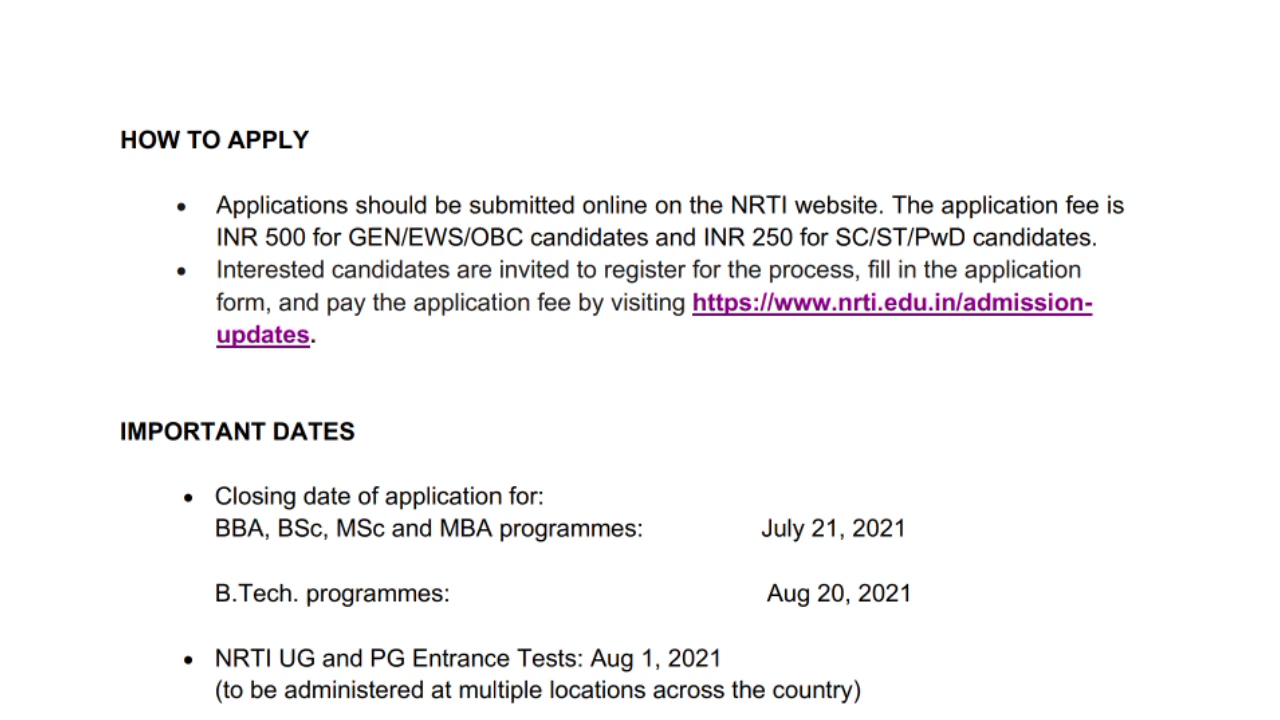 HOW TO APPLY
• Applications should be submitted online on the NRTI website. The application fee is
INR 500 for GEN/EWS/OBC candidates and INR 250 for SC/ST/PwD candidates.
• Interested candidates are invited to register for the process, fill in the application
form, and pay the application fee by visiting https://www.nrti.edu.in/admission-
updates.
IMPORTANT DATES
• Closing date of application for:
BBA, BSc, MSc and MBA programmes: July 21, 2021
B.Tech. programmes: Aug 20, 2021
• NRTI UG and PG Entrance Tests: Aug 1, 2021
(to be administered at multiple locations across the country)